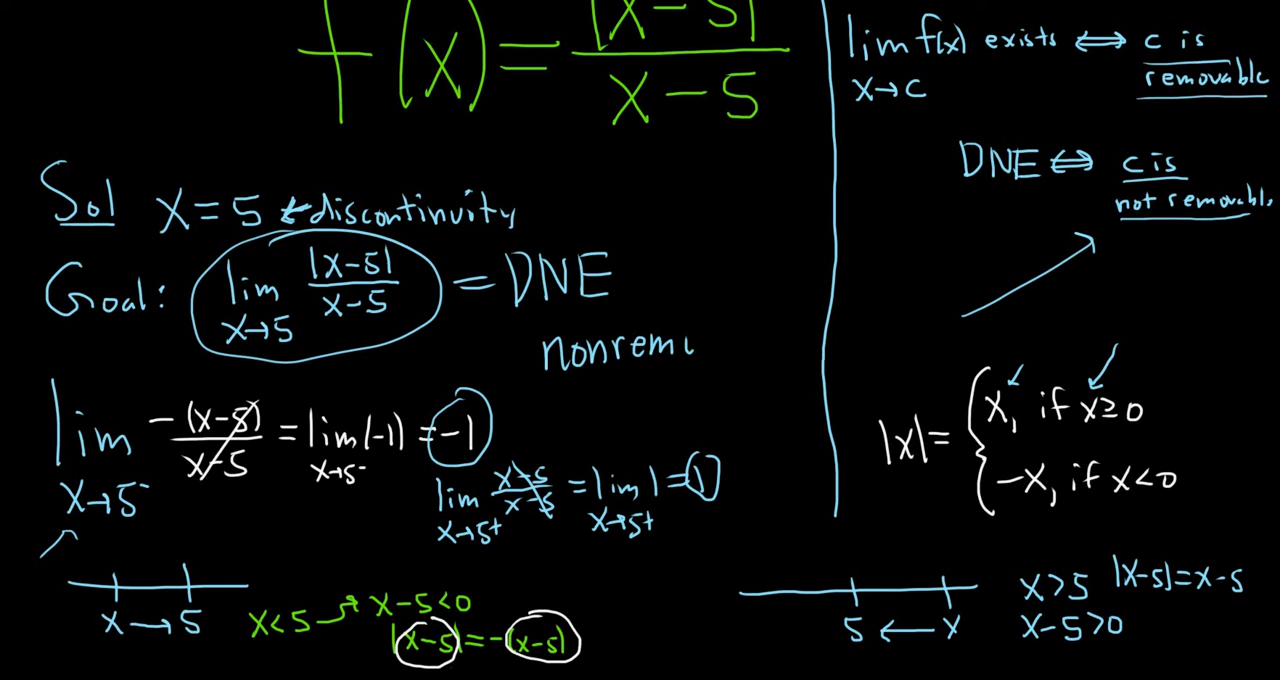 f(x) = |x-5| / x-5
Sol x = 5 ← discontinuity
Goal: lim x→5 |x-5| / x-5 = DNE
nonrem
lim x→5⁻ -(x-5) / x-5 = lim x→5⁻ (-1) = -1
lim x→5+ x-5 / x-5 = lim x→5+ 1 = 1
x → 5
x<5 → x-5<0
|x-5| = -(x-5)
lim x→c f(x) exists ⟺ c is
removable
DNE ⟺ c is
not removable
|x| = { x, if x≥0
-x, if x<0
5 ← x
x>5 |x-5|=x-5
x-5>0